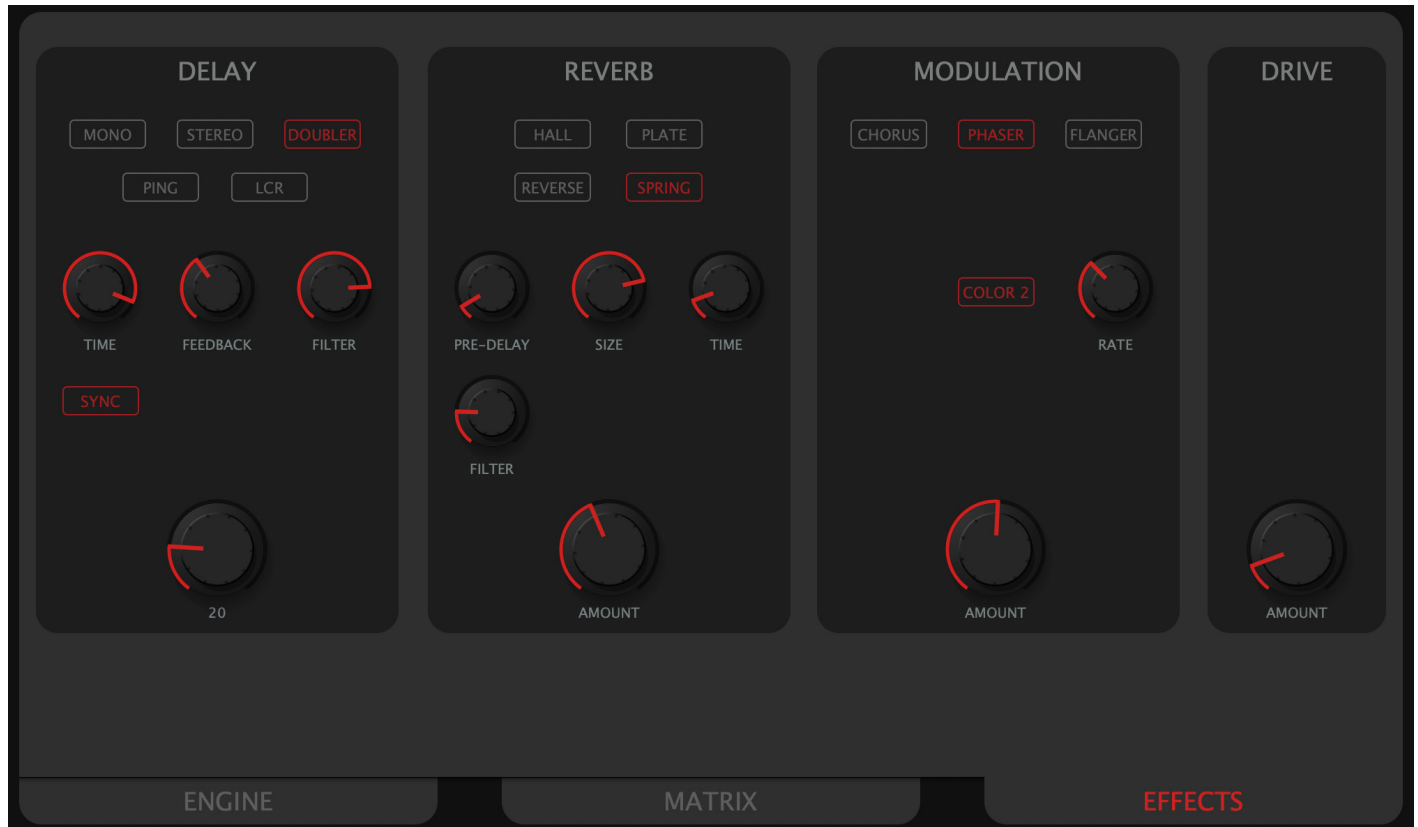 DELAY
MONO STEREO DOUBLER
PING LCR
TIME FEEDBACK FILTER
SYNC
20
REVERB
HALL PLATE
REVERSE SPRING
PRE-DELAY SIZE TIME
FILTER
AMOUNT
MODULATION
CHORUS PHASER FLANGER
COLOR 2
RATE
AMOUNT
DRIVE
AMOUNT
ENGINE MATRIX EFFECTS